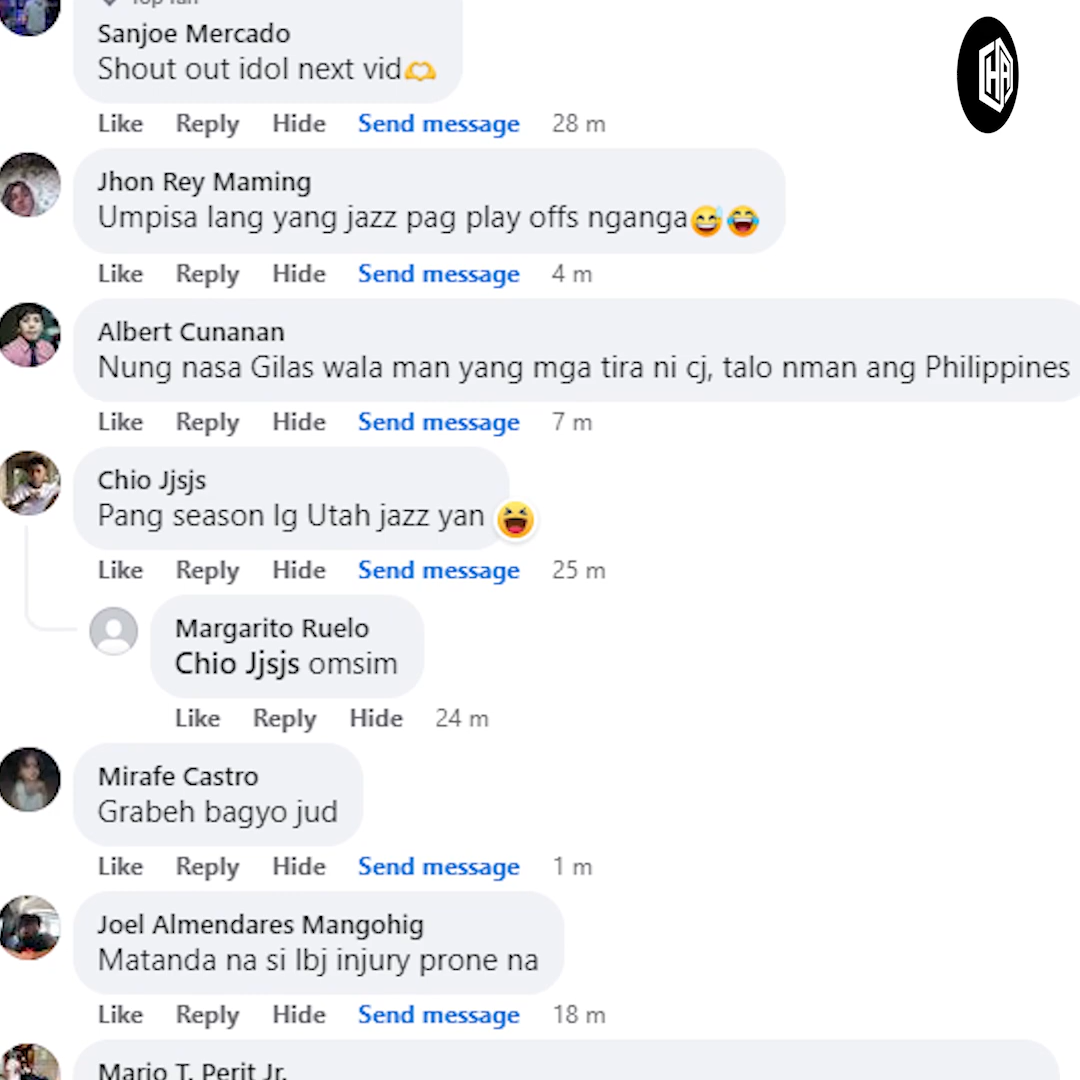 Top fan
Sanjoe Mercado
Shout out idol next vid🫶
Like Reply Hide Send message 28 m
Jhon Rey Maming
Umpisa lang yang jazz pag play offs nganga😅😂
Like Reply Hide Send message 4 m
Albert Cunanan
Nung nasa Gilas wala man yang mga tira ni cj, talo nman ang Philippines
Like Reply Hide Send message 7 m
Chio Jjsjs
Pang season lg Utah jazz yan
Like Reply Hide Send message 25 m
Margarito Ruelo
Chio Jjsjs omsim
Like Reply Hide 24 m
Mirafe Castro
Grabeh bagyo jud
Like Reply Hide Send message 1 m
Joel Almendares Mangohig
Matanda na si lbj injury prone na
Like Reply Hide Send message 18 m
Mario T. Perit Jr.